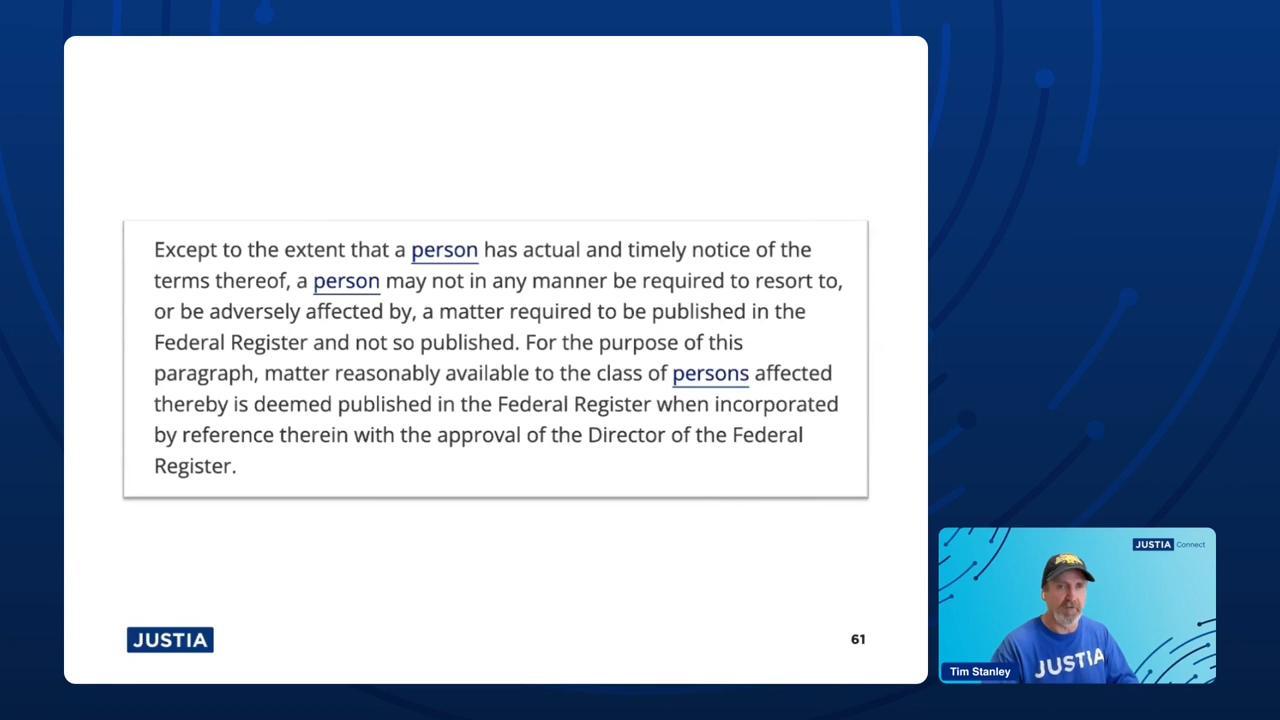 Except to the extent that a person has actual and timely notice of the
terms thereof, a person may not in any manner be required to resort to,
or be adversely affected by, a matter required to be published in the
Federal Register and not so published. For the purpose of this
paragraph, matter reasonably available to the class of persons affected
thereby is deemed published in the Federal Register when incorporated
by reference therein with the approval of the Director of the Federal
Register.
JUSTIA
61
JUSTIA Connect
JUSTIA
Tim Stanley